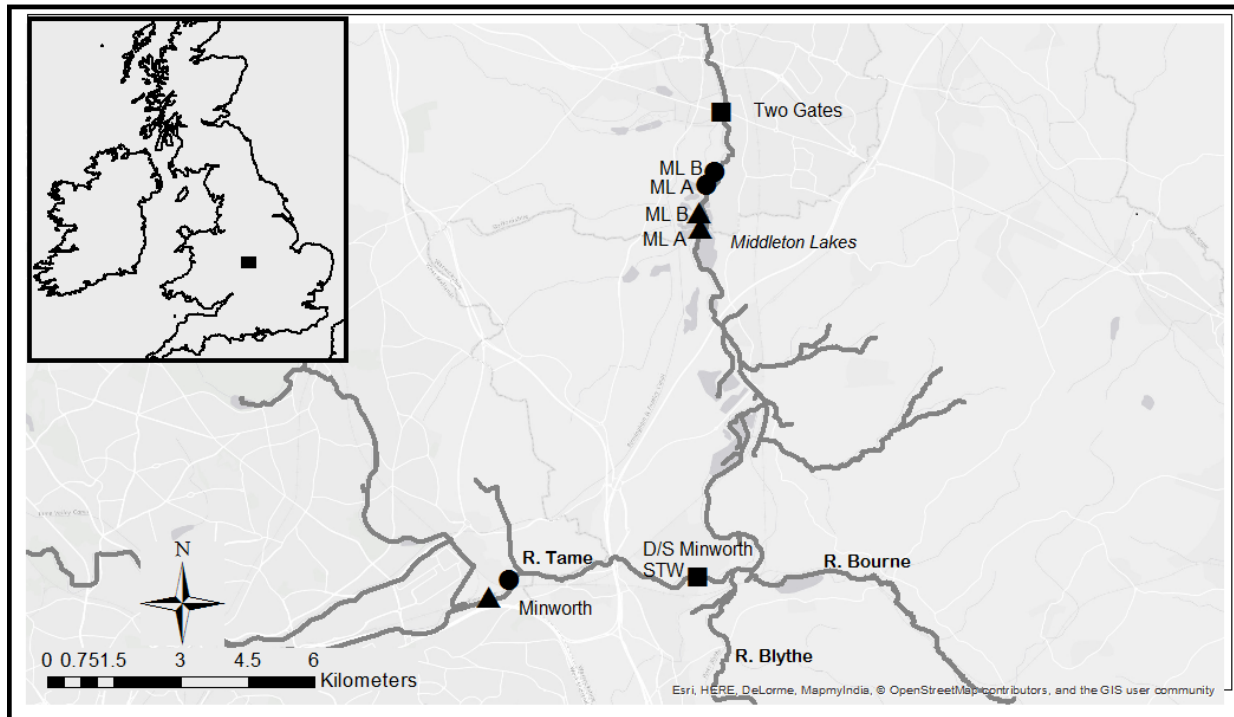 Two Gates
ML B
ML A
ML B
ML A
Middleton Lakes
N
R. Tame
D/S Minworth
STW
R. Bourne
Minworth
R. Blythe
0 0.75 1.5 3 4.5 6
Kilometers
Esri, HERE, DeLorme, MapmyIndia, © OpenStreetMap contributors, and the GIS user community